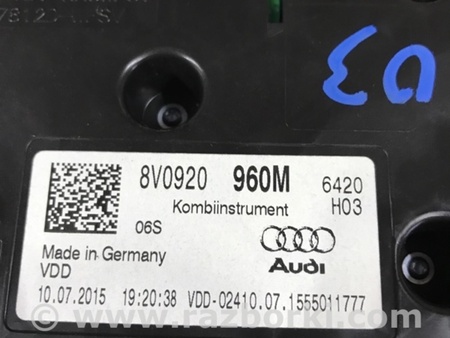 8V0920 960M 6420
Kombiinstrument H03
06S
Made in Germany
VDD
Audi
10.07.2015 19:20:38 VDD-02410.07.1555011777
www.razborki.com